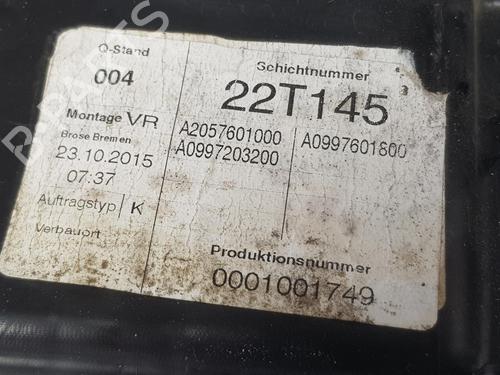 Q-Stand
004
Schichtnummer
22T145
Montage VR
Brose Bremen
23.10.2015
07:37
A2057601000
A0997203200
A0997601800
Auftragstyp K
Verbauort
Produktionsnummer
0001001749